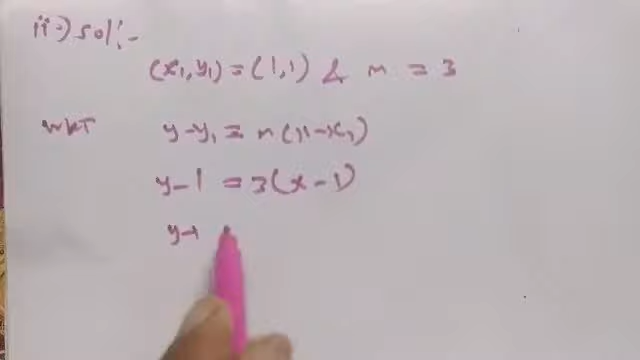 ii⇒) Sol:-
(x₁, y₁) = (1, 1) & m = 3
WKT y - y₁ = m (x - x₁)
y - 1 = 3 (x - 1)
y - 1